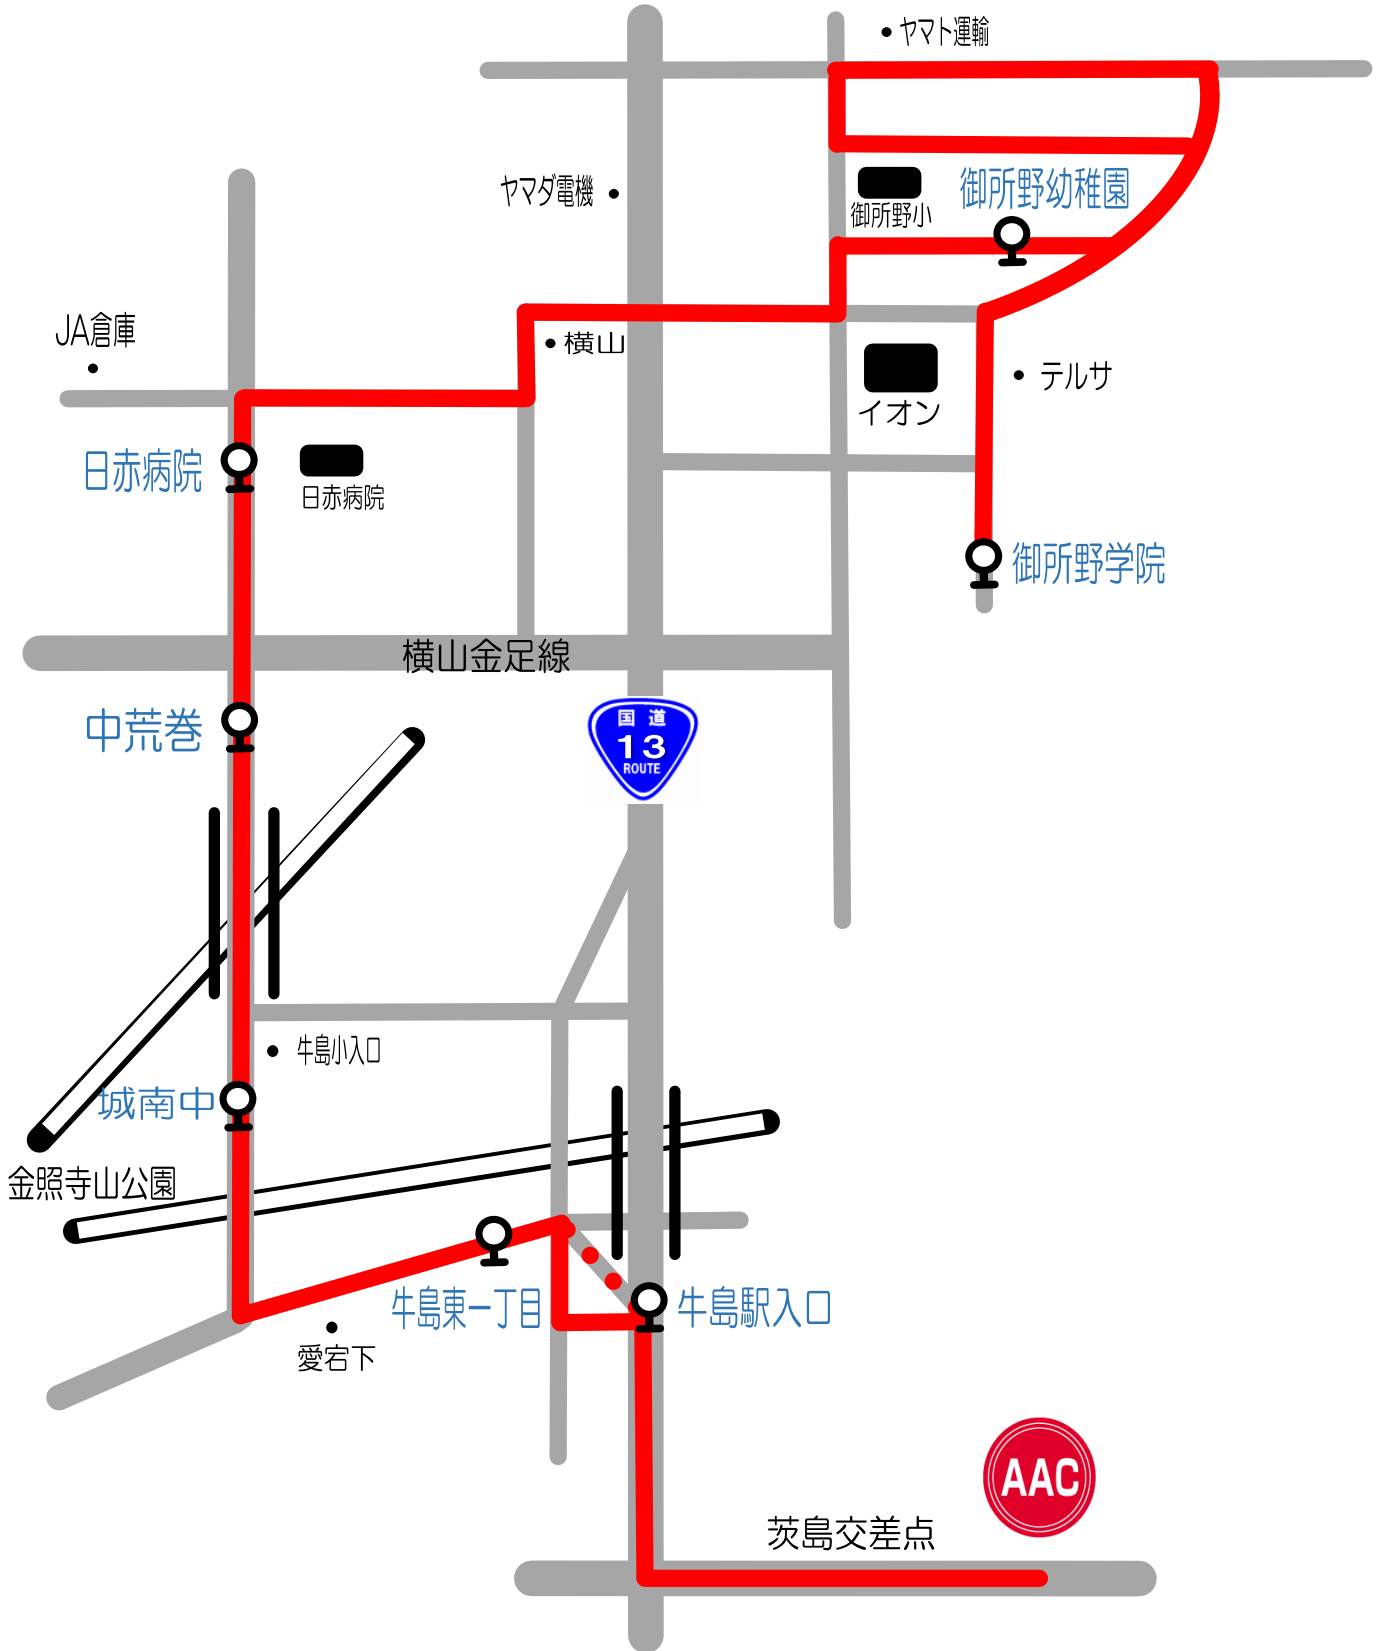 ヤマト運輸
ヤマダ電機
御所野幼稚園
御所野小
JA倉庫
横山
テルサ
イオン
日赤病院
日赤病院
御所野学院
横山金足線
中荒巻
国道
13
ROUTE
牛島小入口
城南中
金照寺山公園
牛島東一丁目
牛島駅入口
愛宕下
AAC
茨島交差点